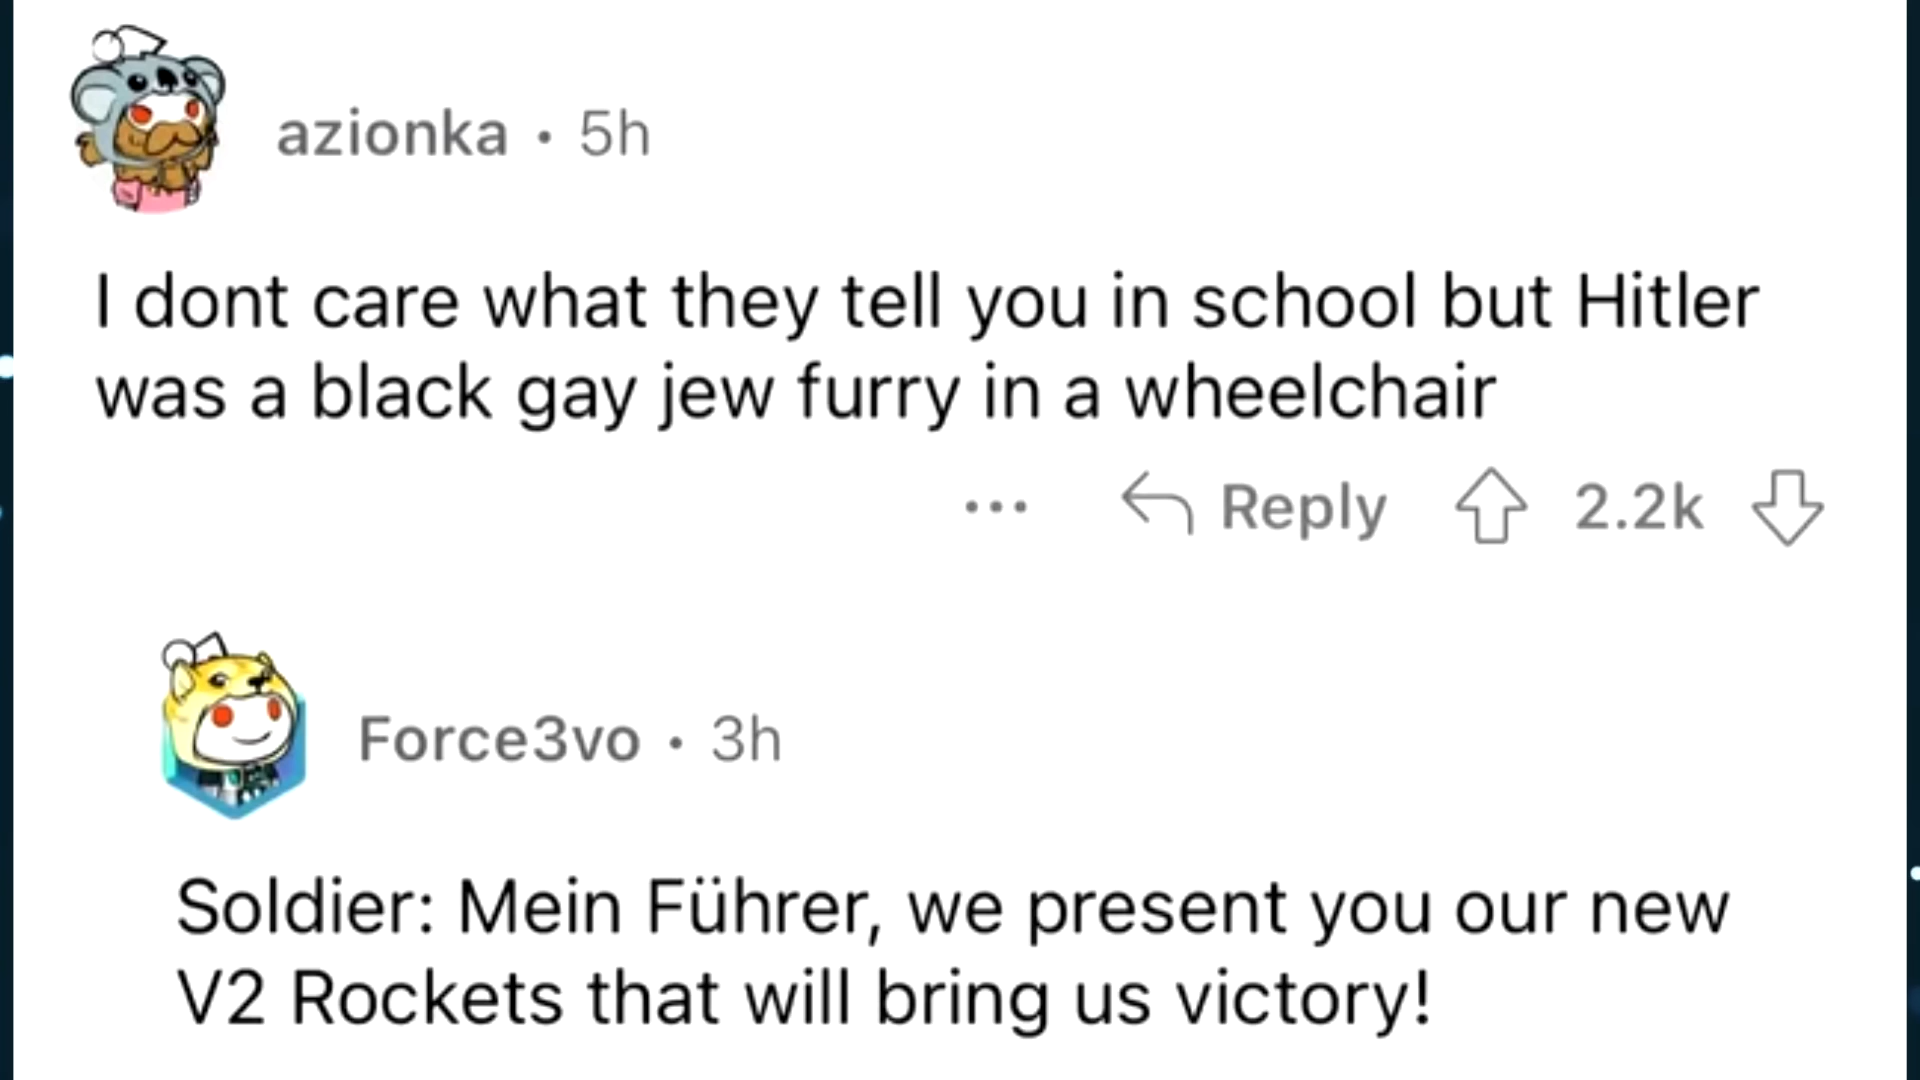 azionka • 5h
I dont care what they tell you in school but Hitler
was a black gay jew furry in a wheelchair
... Reply 2.2k
Force3vo • 3h
Soldier: Mein Führer, we present you our new
V2 Rockets that will bring us victory!